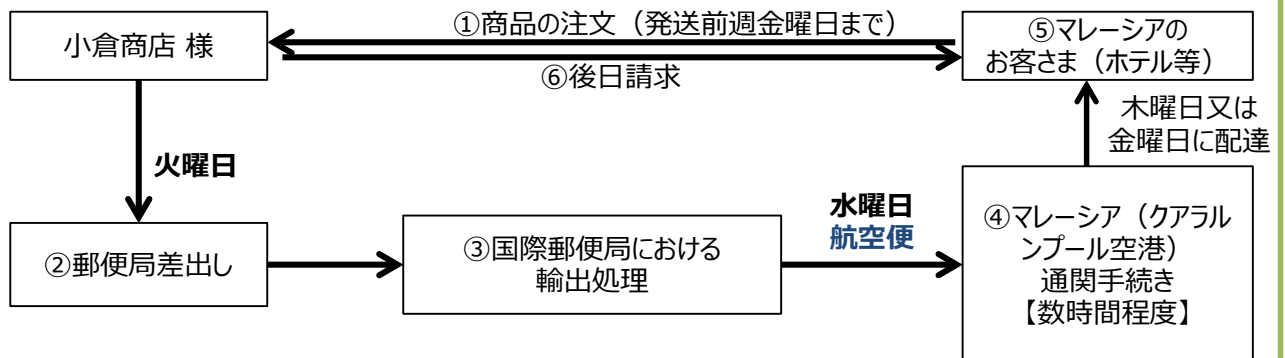 ①商品の注文（発送前週金曜日まで）
小倉商店 様
⑤マレーシアの
お客さま（ホテル等）
⑥後日請求
木曜日又は
金曜日に配達
火曜日
水曜日
航空便
②郵便局差出し
③国際郵便局における
輸出処理
④マレーシア（クアラル
ンプール空港）
通関手続き
【数時間程度】